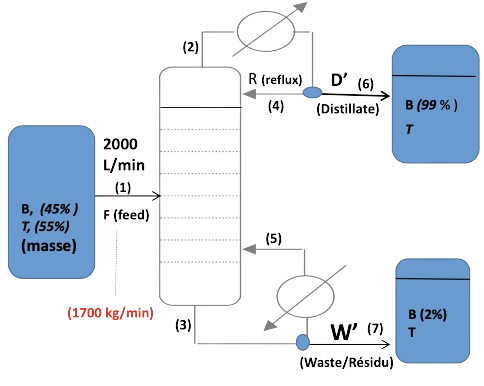 (2)
R (reflux)
D’
(6)
(4)
(Distillate)
B (99 % )
T
2000
L/min
(1)
F (feed)
B, (45% )
T, (55%)
(masse)
(1700 kg/min)
(5)
(3)
W’
(7)
(Waste/Résidu)
B (2%)
T